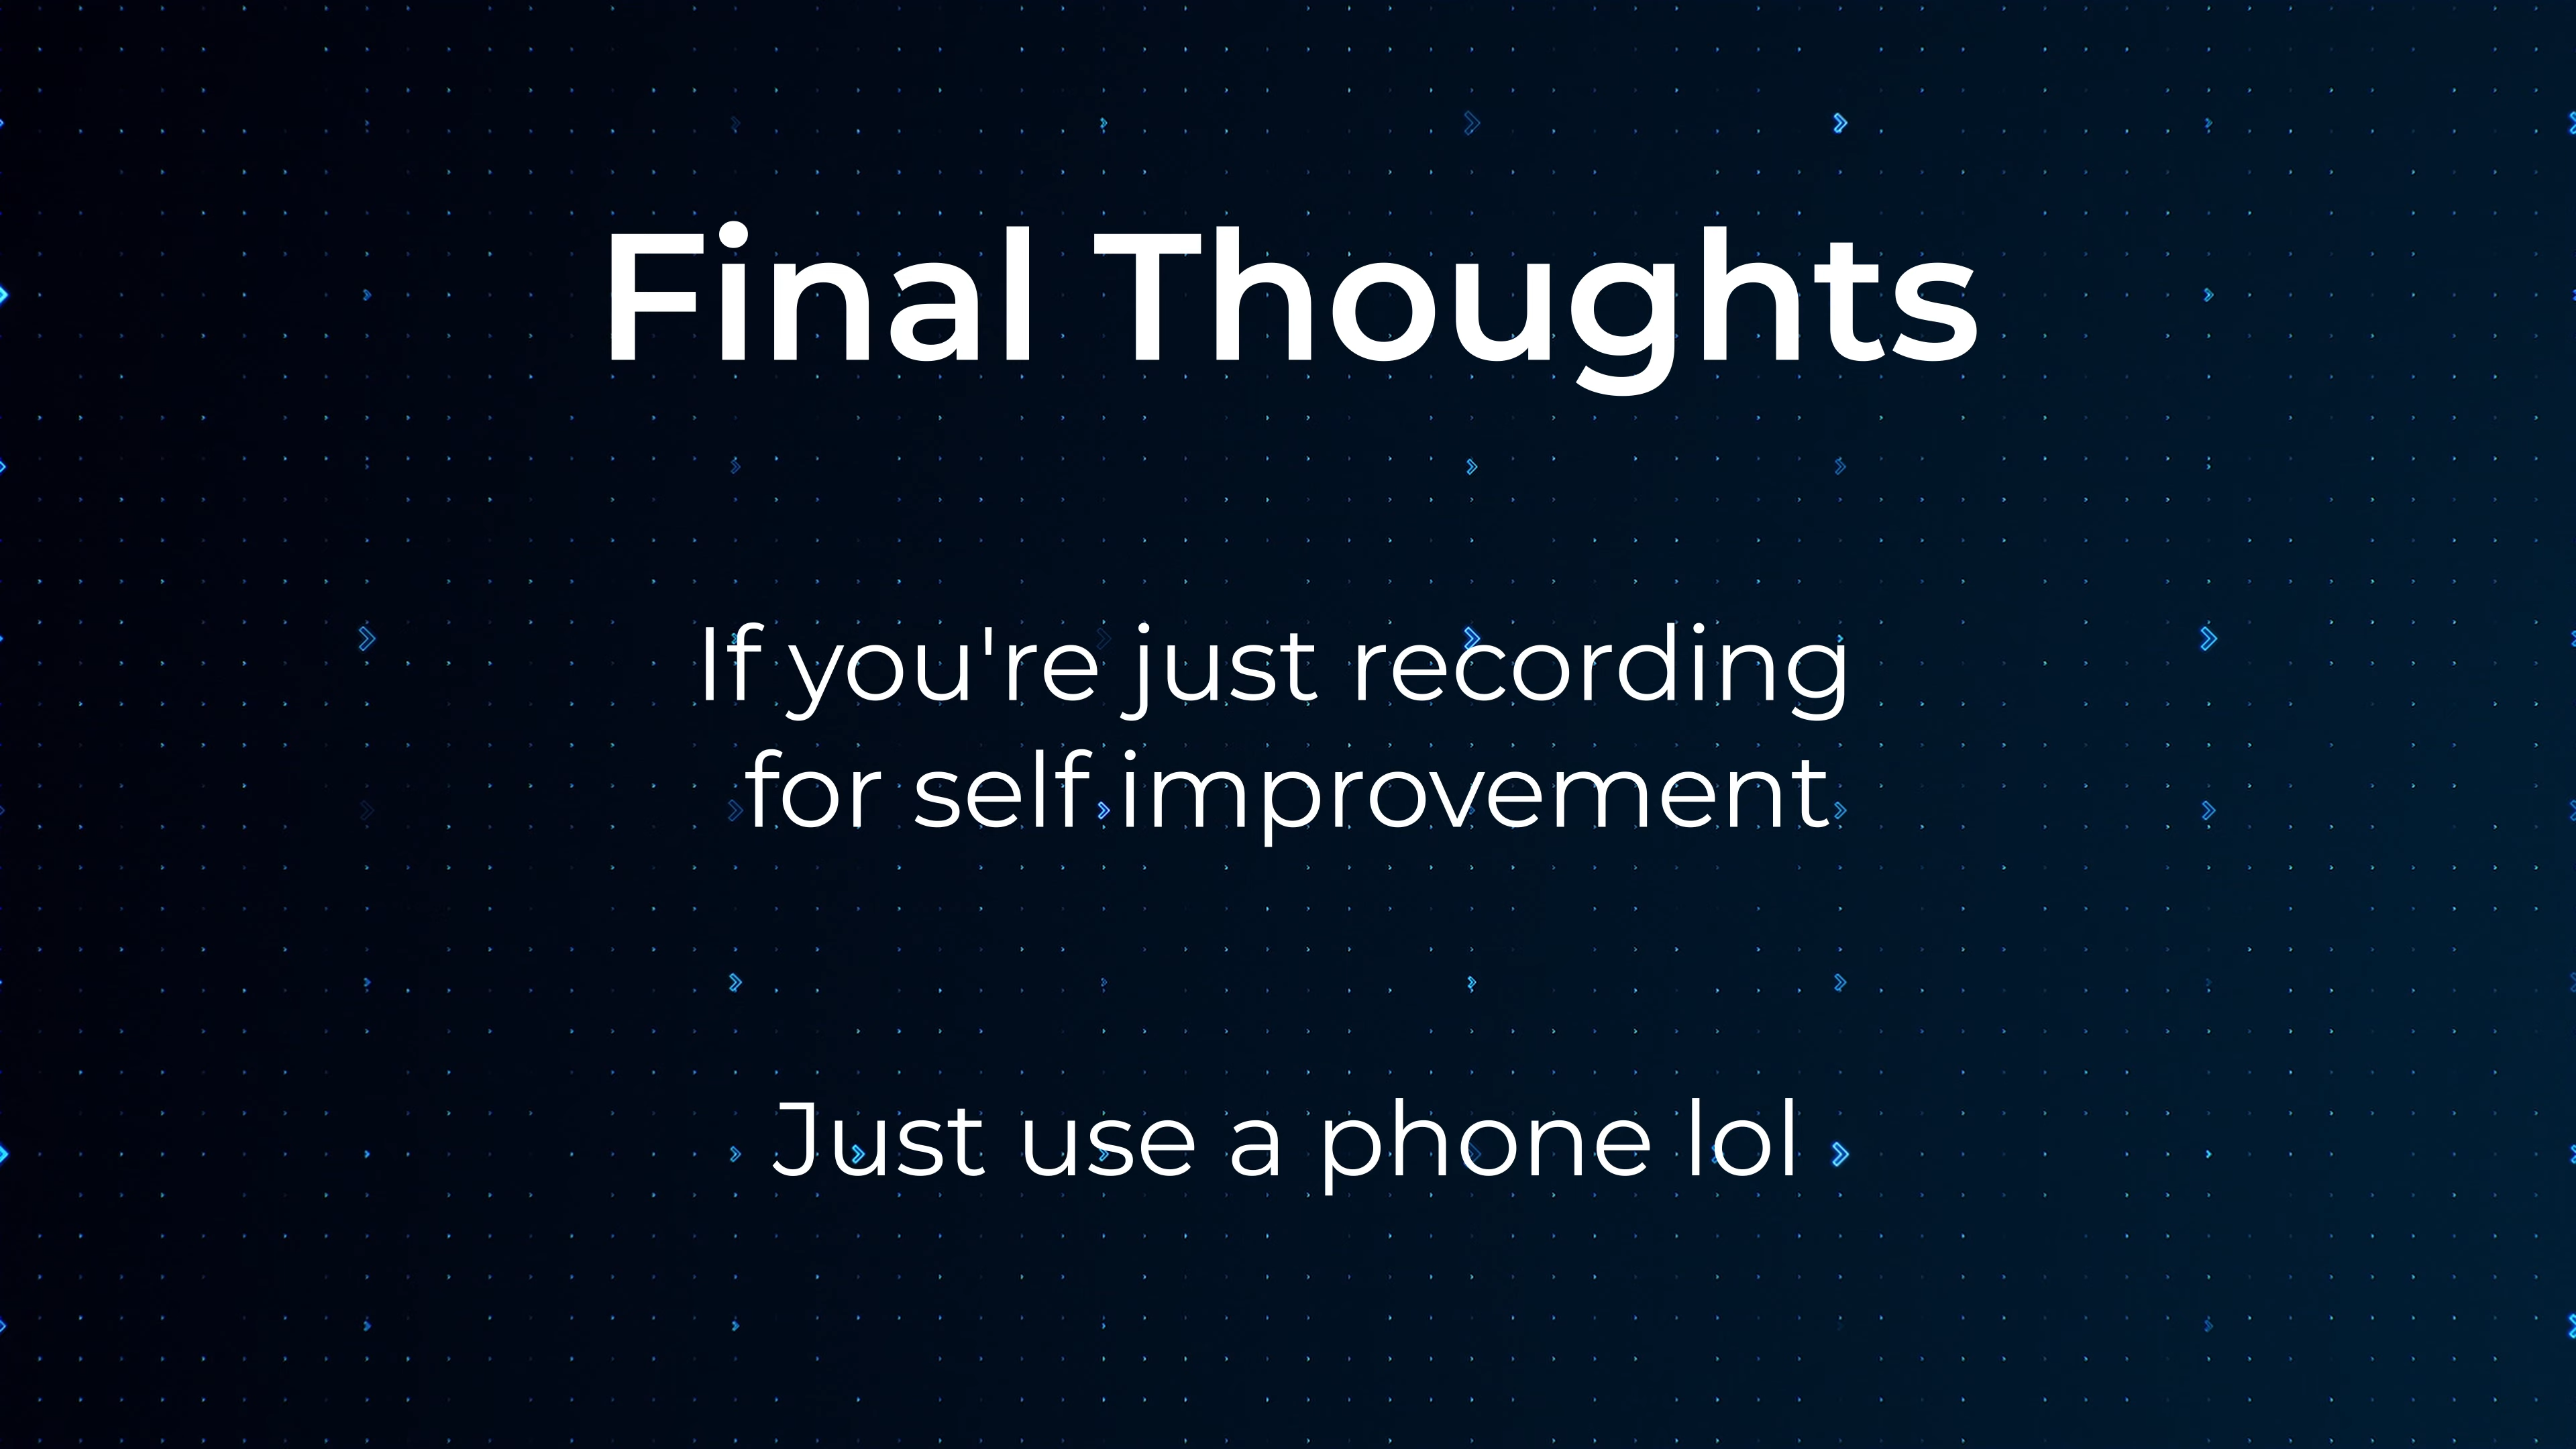 Final Thoughts
If you're just recording
for self improvement
Just use a phone lol